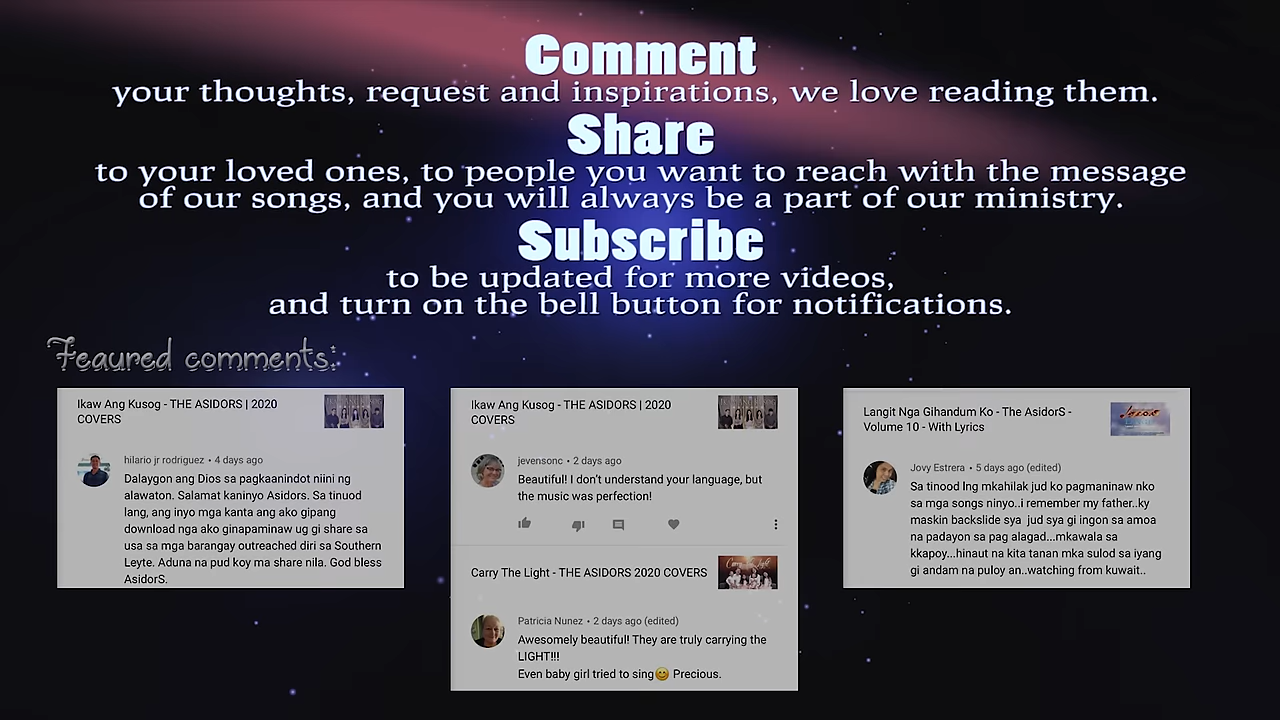 Comment
your thoughts, request and inspirations, we love reading them.
Share
to your loved ones, to people you want to reach with the message
of our songs, and you will always be a part of our ministry.
Subscribe
to be updated for more videos,
and turn on the bell button for notifications.
Feaured comments:
Ikaw Ang Kusog - THE ASIDORS | 2020
COVERS
hilario jr rodriguez • 4 days ago
Dalaygon ang Dios sa pagkaanindot niini ng
alawaton. Salamat kaninyo Asidors. Sa tinuod
lang, ang inyo mga kanta ang ako gipang
download nga ako ginapaminaw ug gi share sa
usa sa mga barangay outreached diri sa Southern
Leyte. Aduna na pud koy ma share nila. God bless
AsidorS.
Ikaw Ang Kusog - THE ASIDORS | 2020
COVERS
jevensonc • 2 days ago
Beautiful! I don't understand your language, but
the music was perfection!
Carry The Light - THE ASIDORS 2020 COVERS
Patricia Nunez • 2 days ago (edited)
Awesomely beautiful! They are truly carrying the
LIGHT!!!
Even baby girl tried to sing😊 Precious.
Langit Nga Gihandum Ko - The AsidorS -
Volume 10 - With Lyrics
Jovy Estrera • 5 days ago (edited)
Sa tinood lng mkahilak jud ko pagmaninaw nko
sa mga songs ninyo..i remember my father..ky
maskin backslide sya jud sya gi ingon sa amoa
na padayon sa pag alagad...mkawala sa
kkapoy...hinaut na kita tanan mka sulod sa iyang
gi andam na puloy an..watching from kuwait..